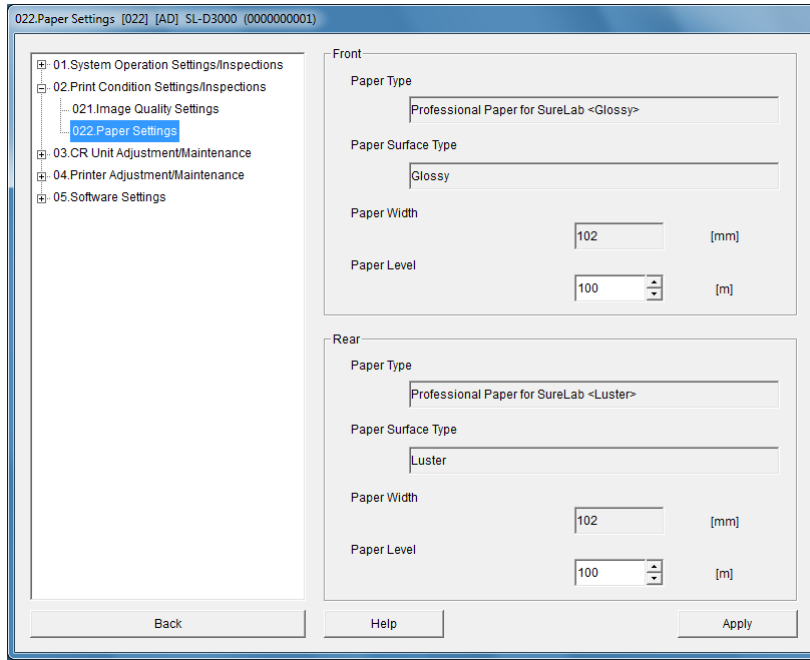 022.Paper Settings [022] [AD] SL-D3000 (0000000001)
01.System Operation Settings/Inspections
02.Print Condition Settings/Inspections
021.Image Quality Settings
022.Paper Settings
03.CR Unit Adjustment/Maintenance
04.Printer Adjustment/Maintenance
05.Software Settings
Front
Paper Type
Professional Paper for SureLab <Glossy>
Paper Surface Type
Glossy
Paper Width
102 [mm]
Paper Level
100 [m]
Rear
Paper Type
Professional Paper for SureLab <Luster>
Paper Surface Type
Luster
Paper Width
102 [mm]
Paper Level
100 [m]
Back Help Apply